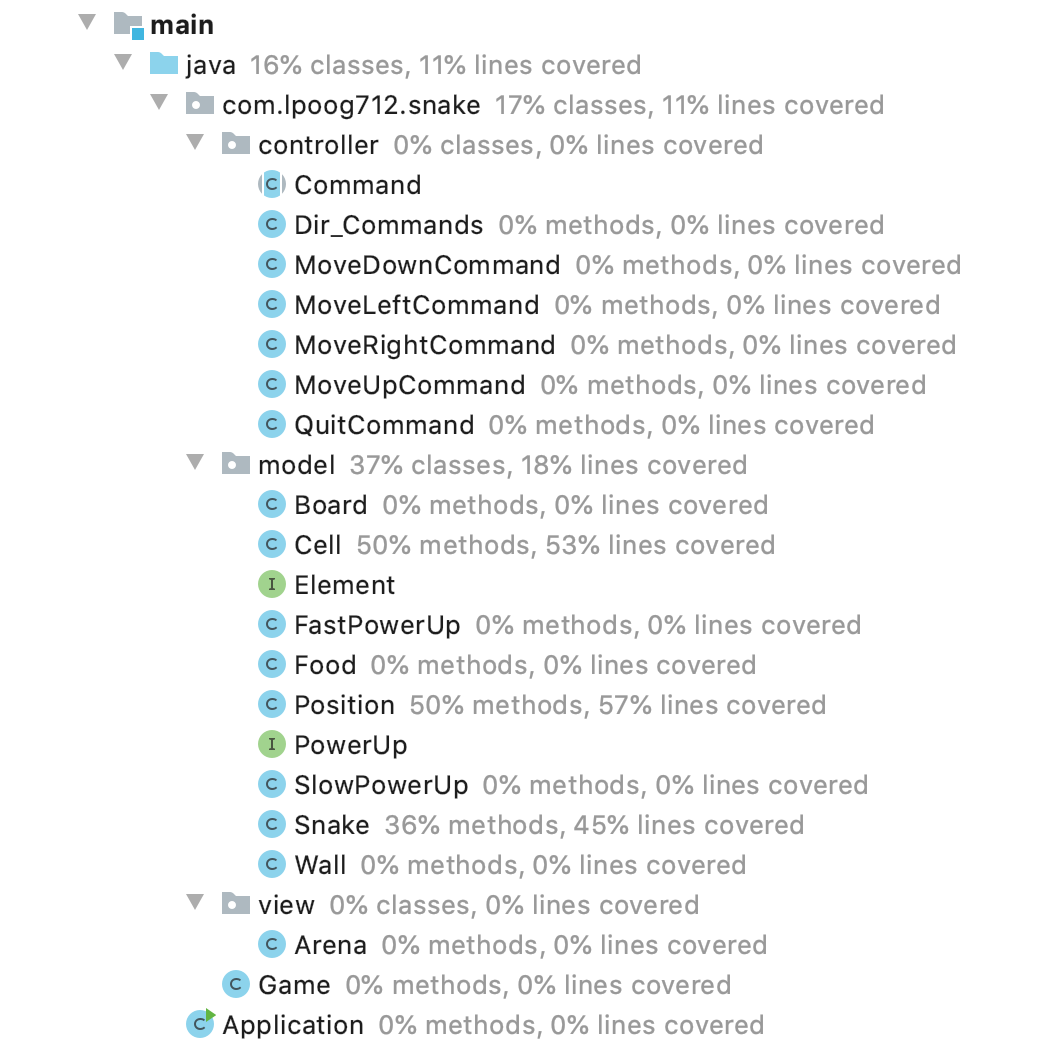 main
java 16% classes, 11% lines covered
com.lpoog712.snake 17% classes, 11% lines covered
controller 0% classes, 0% lines covered
C Command
C Dir_Commands 0% methods, 0% lines covered
C MoveDownCommand 0% methods, 0% lines covered
C MoveLeftCommand 0% methods, 0% lines covered
C MoveRightCommand 0% methods, 0% lines covered
C MoveUpCommand 0% methods, 0% lines covered
C QuitCommand 0% methods, 0% lines covered
model 37% classes, 18% lines covered
C Board 0% methods, 0% lines covered
C Cell 50% methods, 53% lines covered
I Element
C FastPowerUp 0% methods, 0% lines covered
C Food 0% methods, 0% lines covered
C Position 50% methods, 57% lines covered
I PowerUp
C SlowPowerUp 0% methods, 0% lines covered
C Snake 36% methods, 45% lines covered
C Wall 0% methods, 0% lines covered
view 0% classes, 0% lines covered
C Arena 0% methods, 0% lines covered
C Game 0% methods, 0% lines covered
C Application 0% methods, 0% lines covered